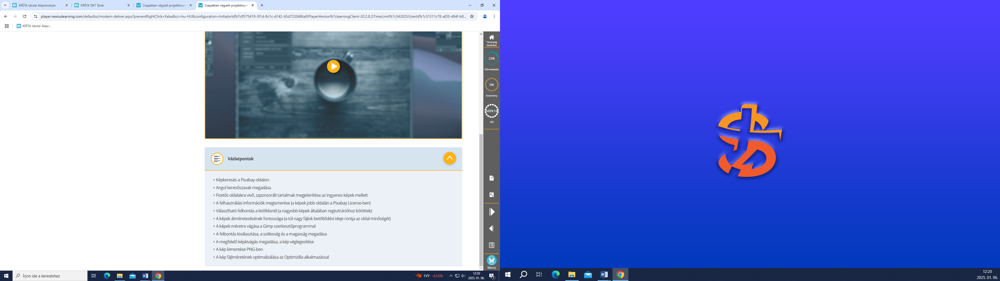 KRÉTA Iskolai Alaprendszer
KRÉTA DKT Tanár
Csapatban végzett projektmunk
Csapatban végzett projektmunk
player.nexiuslearning.com/defaultui/modern-deliver.aspx?preventRightClick=False&cc=hu-HU&configuration=InitiatorId%7cff375419-3f1d-8c1c-d142-65d7220486a0!PlayerVersion%7clearningClient-20.2.8.2!TimeLimit%7c342025!UserId%7c31311c78-af20-484f-b8...
KRÉTA Iskolai Alapr...
Tananyag
bezárása
23%
Előrehaladás
0%
Eredmény
5699:18
Idő
Vázlatpontok
• Képkeresés a Pixabay oldalon
• Angol keresőszavak megadása
• Fizetős oldalakra vivő, szponzorált tartalmak megjelenítése az ingyenes képek mellett
• A felhasználási információk megismerése (a képek jobb oldalán a Pixabay License-ben)
• Választható felbontás a letöltésnél (a nagyobb képek általában regisztrációhoz kötöttek)
• A képek átméretezésének fontossága (a túl nagy fájlok betöltődési ideje rontja az oldal minőségét)
• A képek méretre vágása a Gimp szerkesztőprogrammal
• A felbontás kiválasztása, a szélesség és a magasság megadása
• A megfelelő képkivágás megadása, a kép véglegesítése
• A kép kimentése PNG-ben
• A kép fájlméretének optimalizálása az Optimizilla alkalmazással
Menü
Írjon ide a kereséshez
1VY -4.55%
12:20
2025. 01. 06.
1
12:20
2025. 01. 06.